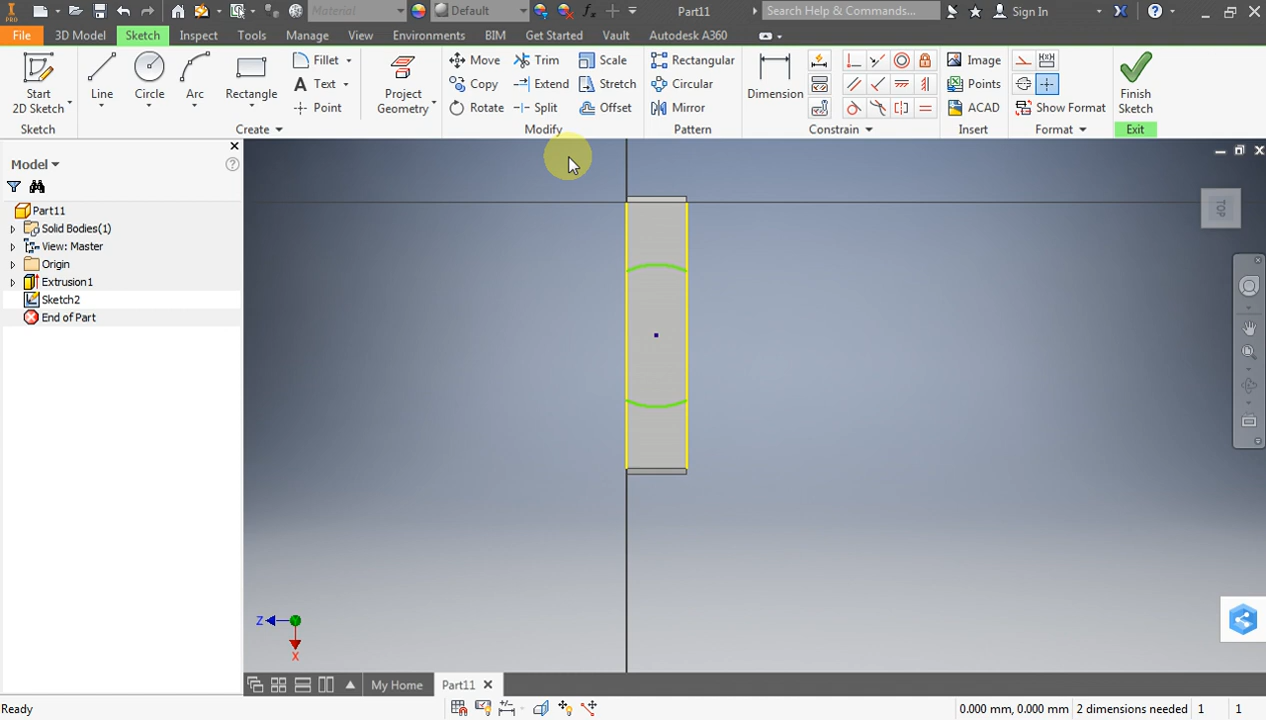 PRO Material Default fx Part11 Search Help & Commands... Sign In
File 3D Model Sketch Inspect Tools Manage View Environments BIM Get Started Vault Autodesk A360
Start 2D Sketch
Line Circle Arc Rectangle
Fillet
Text
Point
Project Geometry
Move Trim Scale
Copy Extend Stretch
Rotate Split Offset
Rectangular
Circular
Mirror
Dimension
Image
Points
ACAD
Show Format
Finish Sketch
Sketch Create Modify Pattern Constrain Insert Format Exit
Model
Part11
Solid Bodies(1)
View: Master
Origin
Extrusion1
Sketch2
End of Part
TOP
Z
X
My Home Part11
Ready 0.000 mm, 0.000 mm 2 dimensions needed 1 1